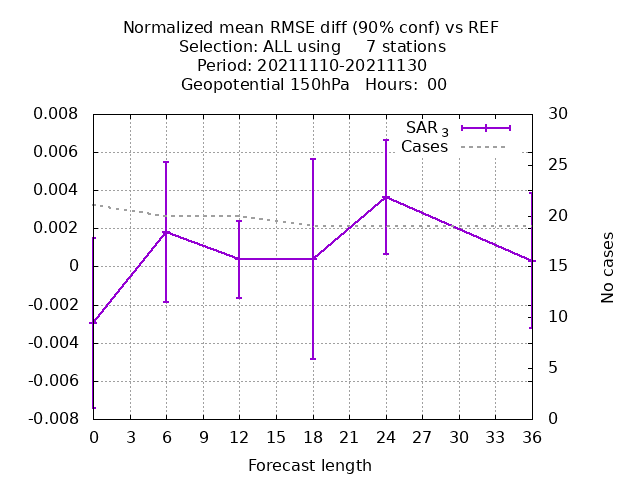 Normalized mean RMSE diff (90% conf) vs REF
Selection: ALL using 7 stations
Period: 20211110-20211130
Geopotential 150hPa Hours: 00
SAR 3
Cases
0.008
0.006
0.004
0.002
0
-0.002
-0.004
-0.006
-0.008
30
25
20
15
10
5
0
No cases
0 3 6 9 12 15 18 21 24 27 30 33 36
Forecast length